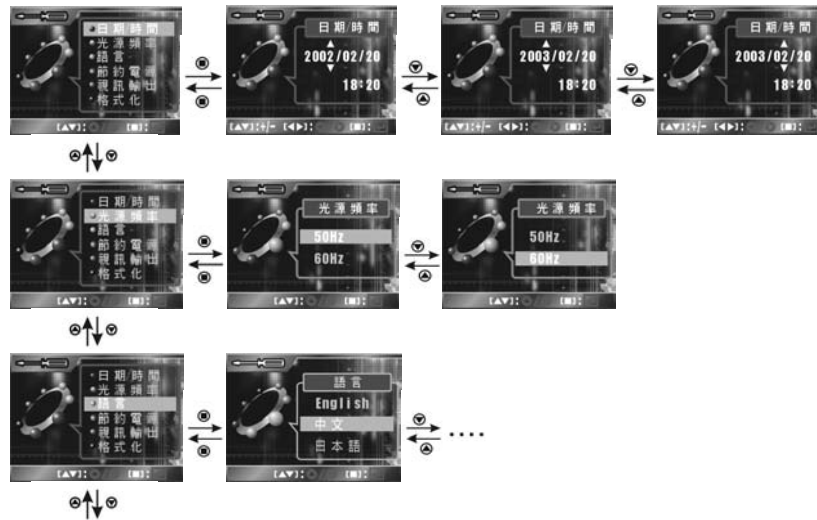 日期/時間
光源頻率
語言
節約電源
視訊輸出
格式化
[▲▼]: [■]:
日期/時間
2002/02/20
18:20
[▲▼]:+/- [◀▶]: [■]:
日期/時間
2003/02/20
18:20
[▲▼]:+/- [◀▶]: [■]:
日期/時間
2003/02/20
18:20
[▲▼]:+/- [◀▶]: [■]:
日期/時間
光源頻率
語言
節約電源
視訊輸出
格式化
[▲▼]: [■]:
光源頻率
50Hz
60Hz
[▲▼]: [■]:
光源頻率
50Hz
60Hz
[▲▼]: [■]:
日期/時間
光源頻率
語言
節約電源
視訊輸出
格式化
[▲▼]: [■]:
語言
English
中文
日本語
[▲▼]: [■]:
....